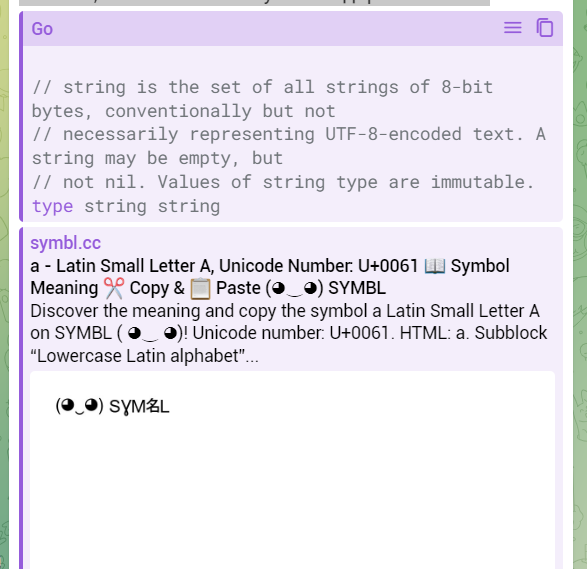 Go
// string is the set of all strings of 8-bit
bytes, conventionally but not
// necessarily representing UTF-8-encoded text. A
string may be empty, but
// not nil. Values of string type are immutable.
type string string
symbl.cc
a - Latin Small Letter A, Unicode Number: U+0061 📖 Symbol
Meaning ✂️ Copy & 📋 Paste (◕‿◕) SYMBL
Discover the meaning and copy the symbol a Latin Small Letter A
on SYMBL ( ◕‿ ◕)! Unicode number: U+0061. HTML: a. Subblock
“Lowercase Latin alphabet”...
(◕‿◕) SƔM名L